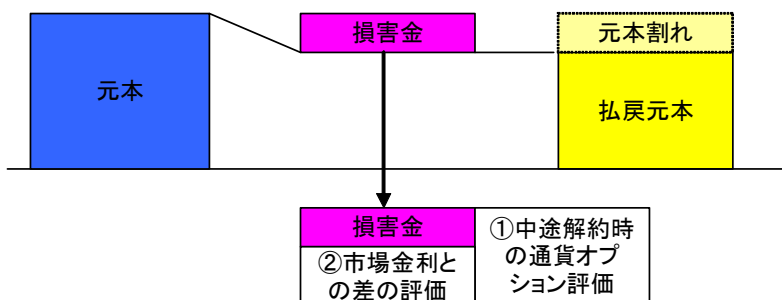 元本
損害金
元本割れ
払戻元本
損害金
②市場金利と
の差の評価
①中途解約時
の通貨オプ
ション評価